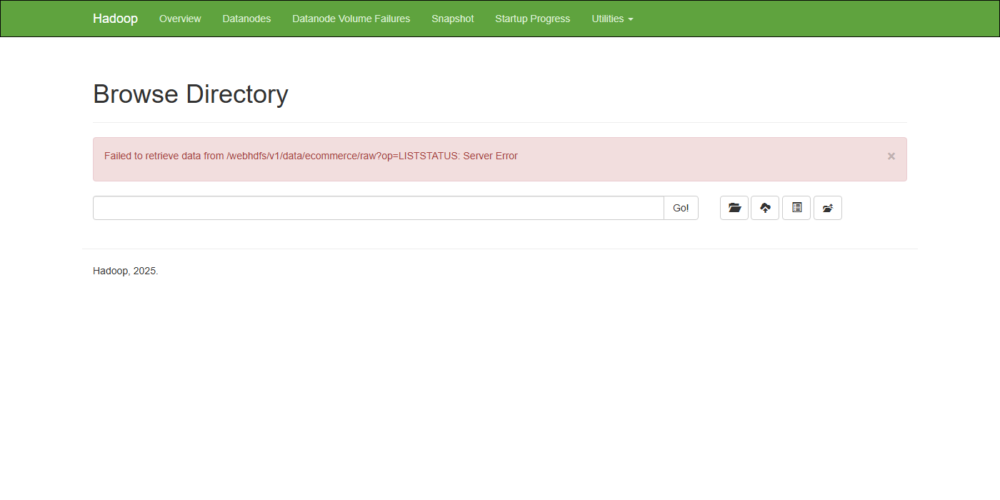 Hadoop Overview Datanodes Datanode Volume Failures Snapshot Startup Progress Utilities
Browse Directory
Failed to retrieve data from /webhdfs/v1/data/ecommerce/raw?op=LISTSTATUS: Server Error ×
Go!
Hadoop, 2025.